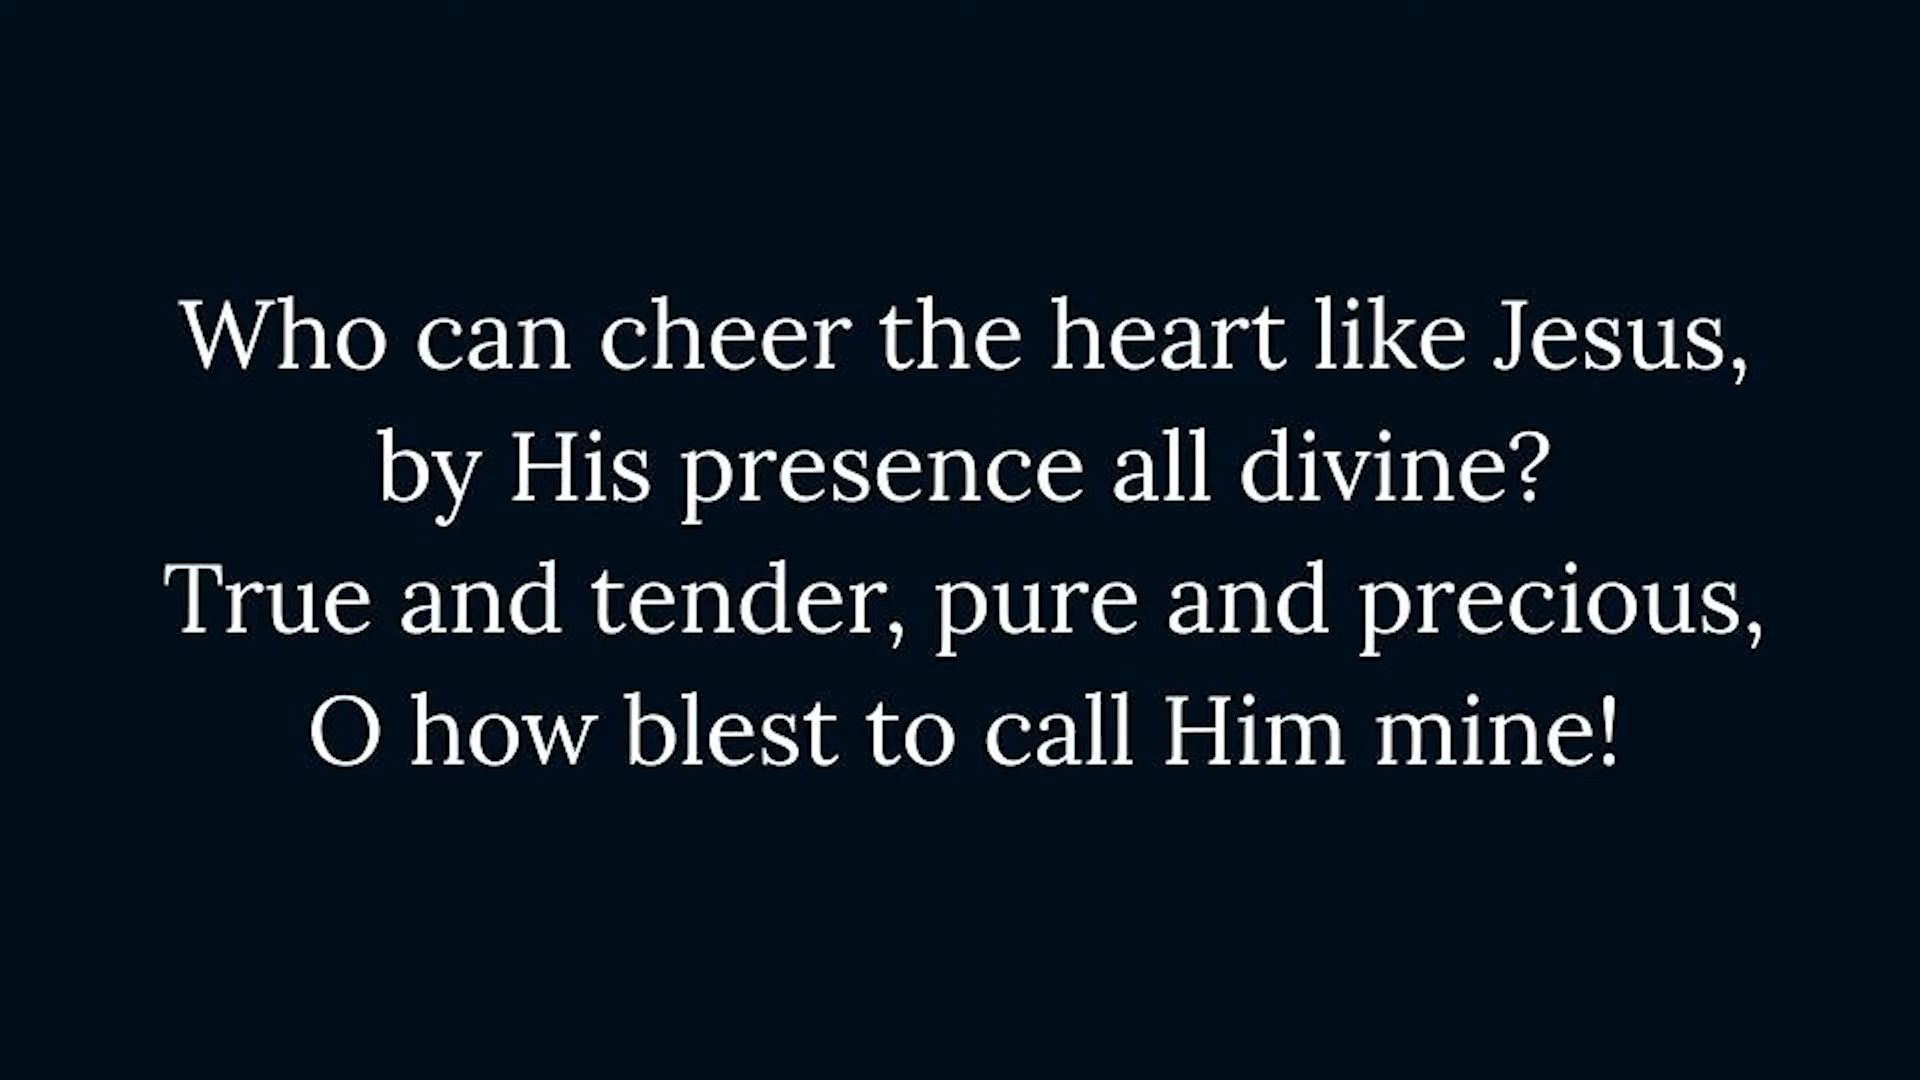 Who can cheer the heart like Jesus,
by His presence all divine?
True and tender, pure and precious,
O how blest to call Him mine!